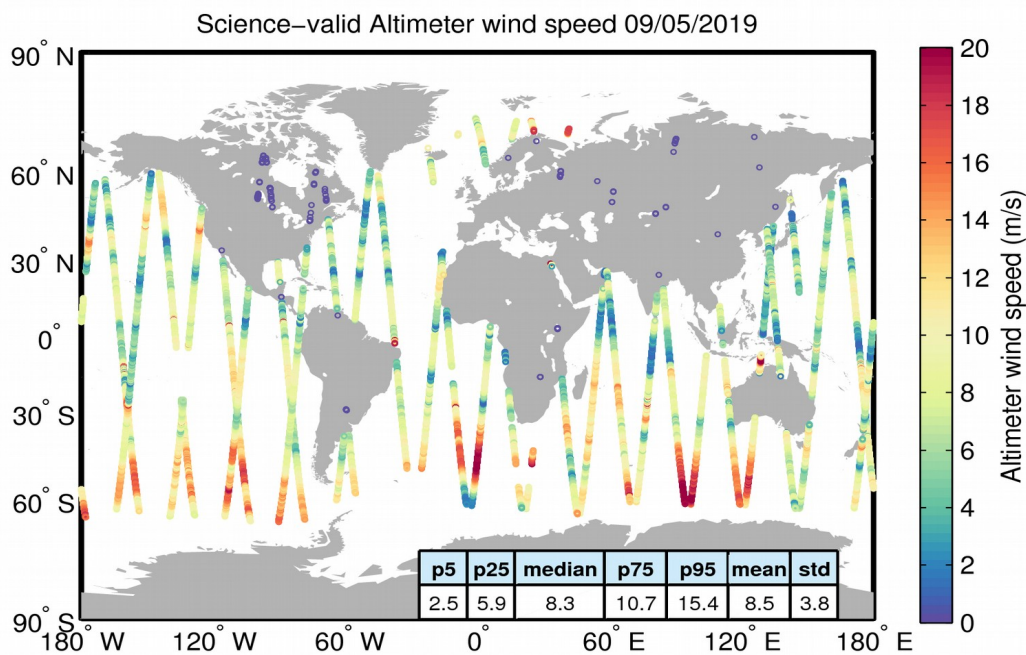 Science−valid Altimeter wind speed 09/05/2019
90° N
60° N
30° N
0°
30° S
60° S
90° S
180° W 120° W 60° W 0° 60° E 120° E 180° E
p5 p25 median p75 p95 mean std
2.5 5.9 8.3 10.7 15.4 8.5 3.8
20
18
16
14
12
10
8
6
4
2
0
Altimeter wind speed (m/s)